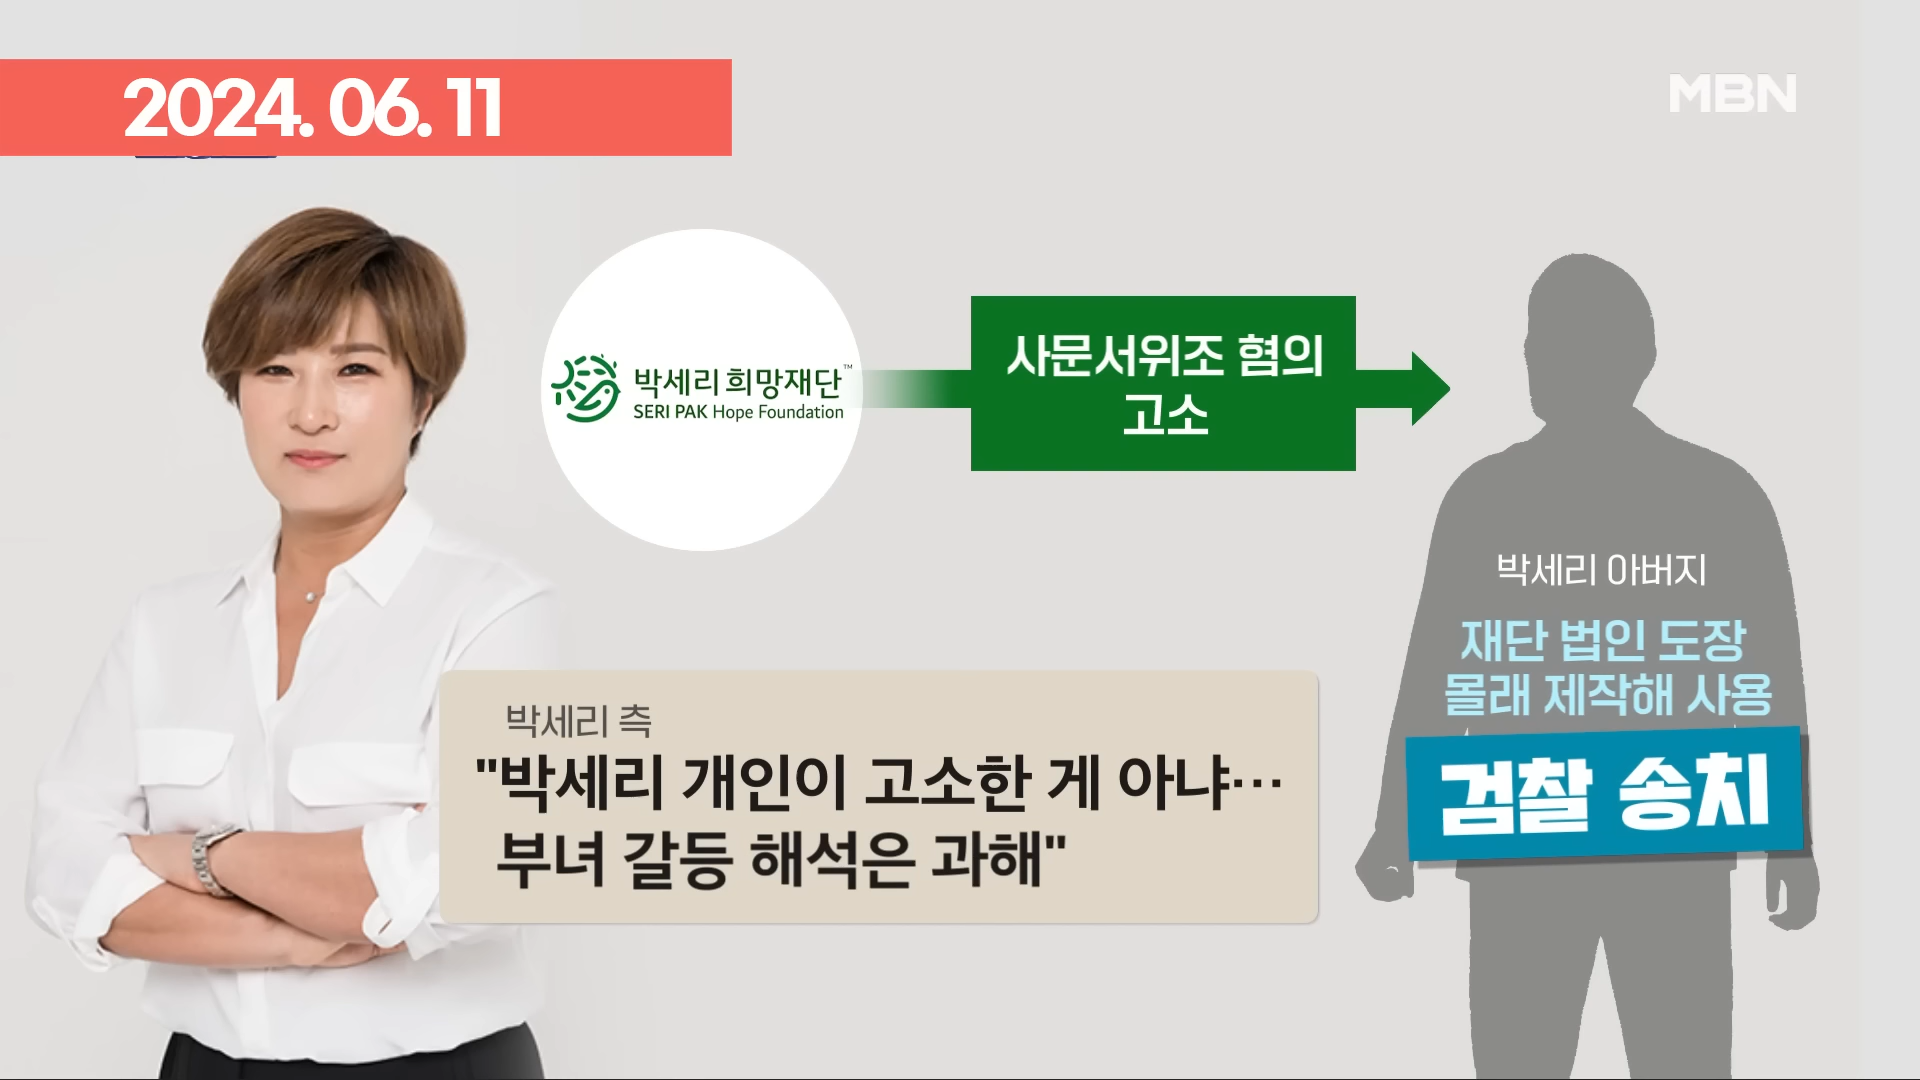 2024. 06. 11
MBN
박세리 희망재단™
SERI PAK Hope Foundation
사문서위조 혐의
고소
박세리 아버지
재단 법인 도장
몰래 제작해 사용
검찰 송치
박세리 측
"박세리 개인이 고소한 게 아냐…
부녀 갈등 해석은 과해"